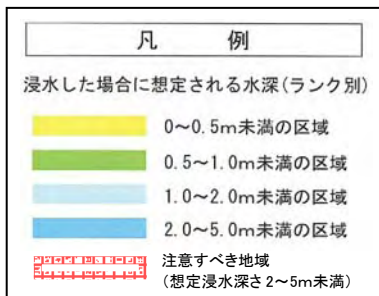 凡 例
浸水した場合に想定される水深(ランク別)
0～0.5m未満の区域
0.5～1.0m未満の区域
1.0～2.0m未満の区域
2.0～5.0m未満の区域
注意すべき地域
(想定浸水深さ2～5m未満)